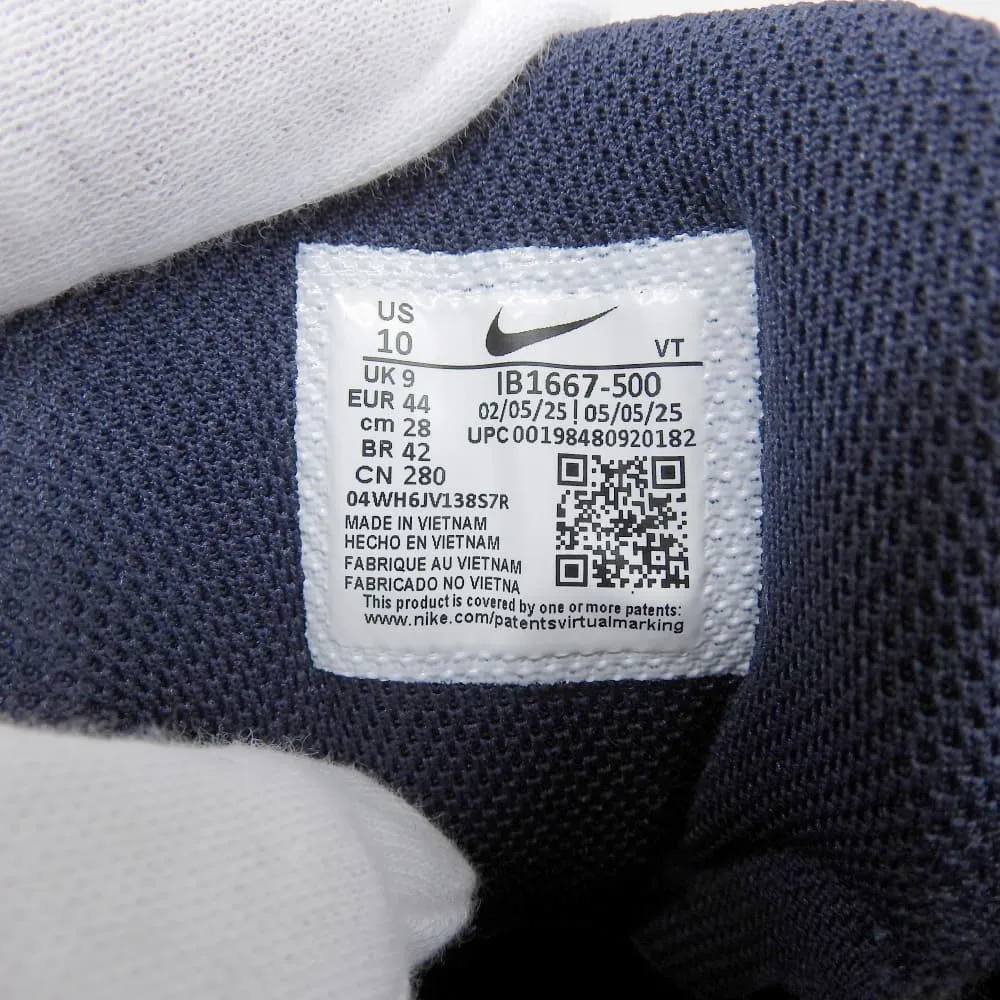 US
10
VT
UK 9
EUR 44
cm 28
BR 42
CN 280
IB1667-500
02/05/25 | 05/05/25
UPC 00198480920182
04WH6JV138S7R
MADE IN VIETNAM
HECHO EN VIETNAM
FABRIQUE AU VIETNAM
FABRICADO NO VIETNA
This product is covered by one or more patents:
www.nike.com/patentsvirtualmarking